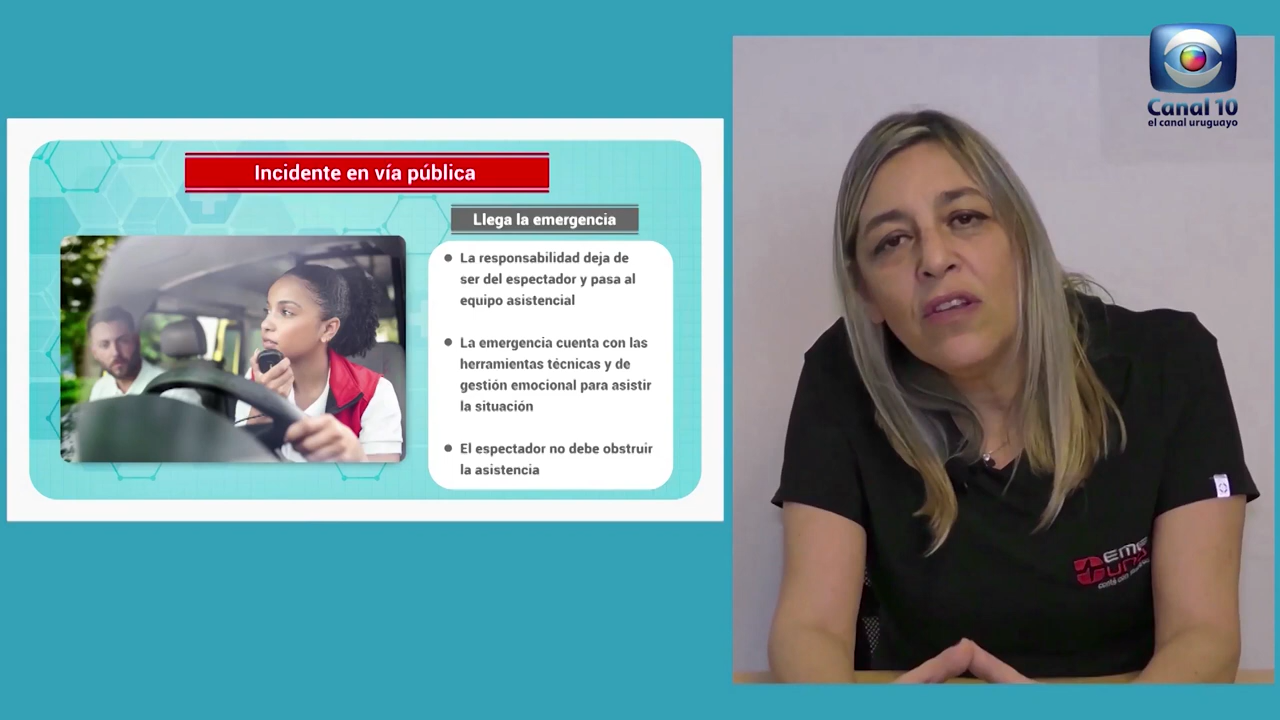 Canal 10
el canal uruguayo
Incidente en vía pública
Llega la emergencia
La responsabilidad deja de
ser del espectador y pasa al
equipo asistencial
La emergencia cuenta con las
herramientas técnicas y de
gestión emocional para asistir
la situación
El espectador no debe obstruir
la asistencia